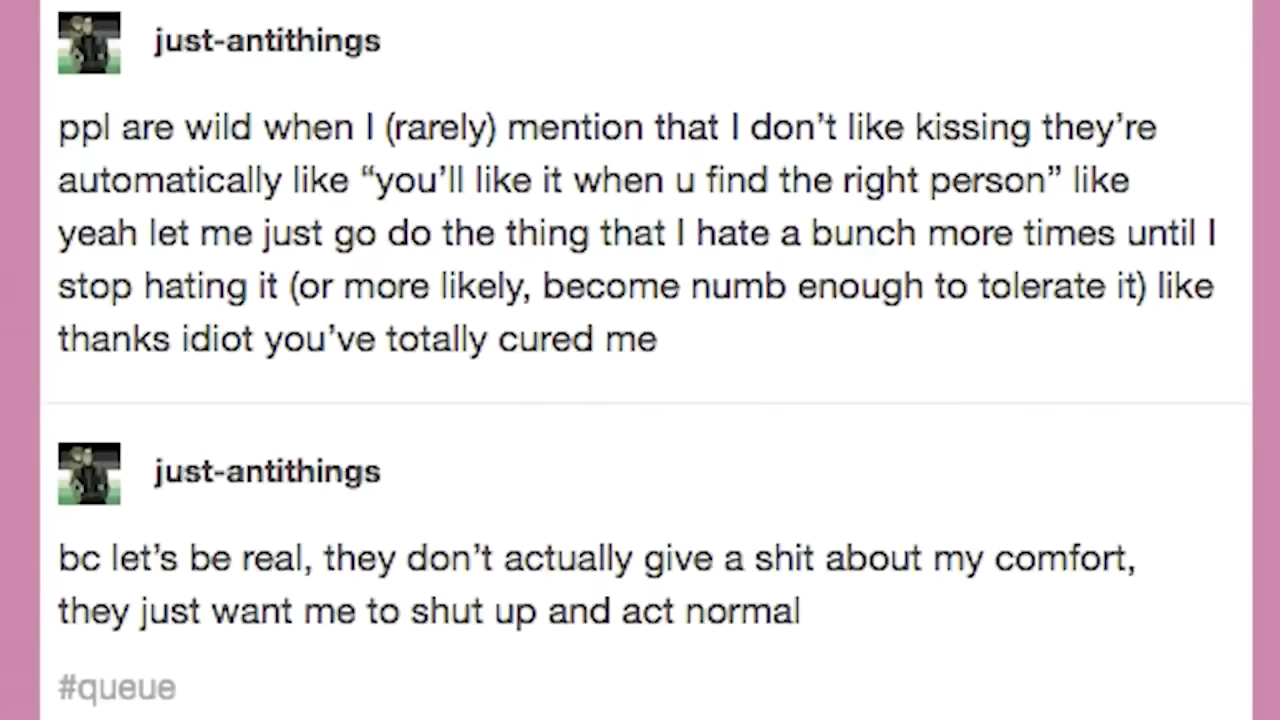 just-antithings
ppl are wild when I (rarely) mention that I don’t like kissing they’re
automatically like “you’ll like it when u find the right person” like
yeah let me just go do the thing that I hate a bunch more times until I
stop hating it (or more likely, become numb enough to tolerate it) like
thanks idiot you’ve totally cured me
just-antithings
bc let’s be real, they don’t actually give a shit about my comfort,
they just want me to shut up and act normal
#queue